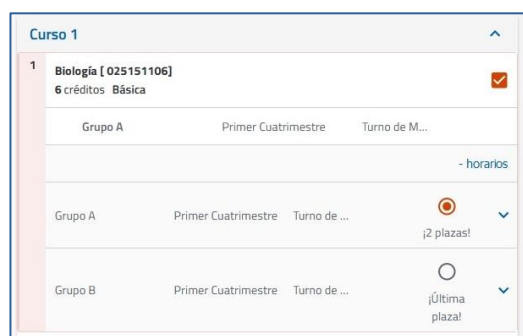 Curso 1
1
Biología [ 025151106]
6 créditos Básica
Grupo A Primer Cuatrimestre Turno de M...
- horarios
Grupo A Primer Cuatrimestre Turno de ...
¡2 plazas!
Grupo B Primer Cuatrimestre Turno de ...
¡Última
plaza!